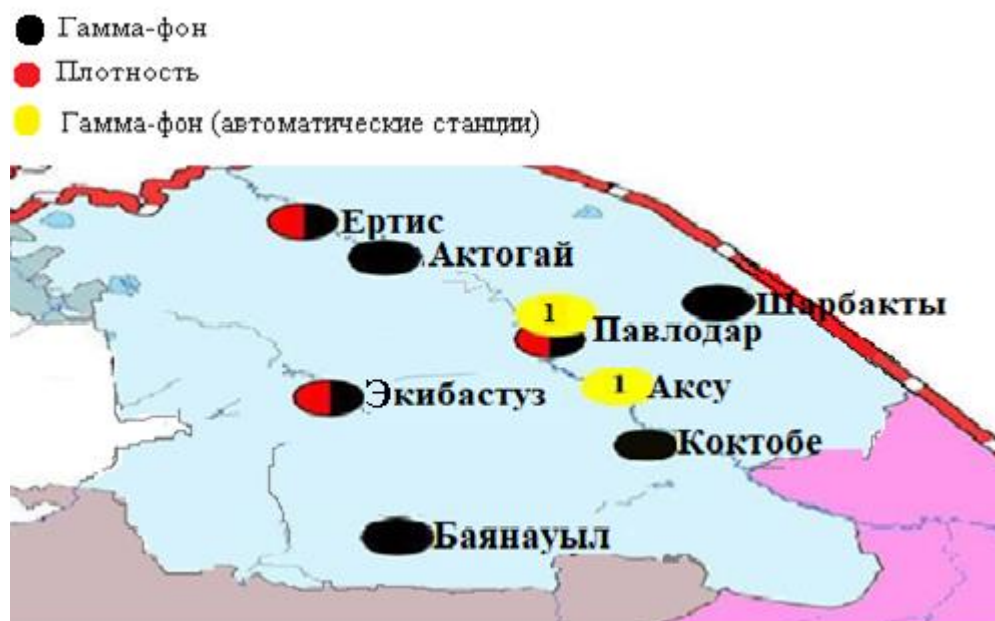 Гамма-фон
Плотность
Гамма-фон (автоматические станции)
Ертис
Актогай
Шарбакты
1
Павлодар
1
Аксу
Экибастуз
Коктобе
Баянауыл